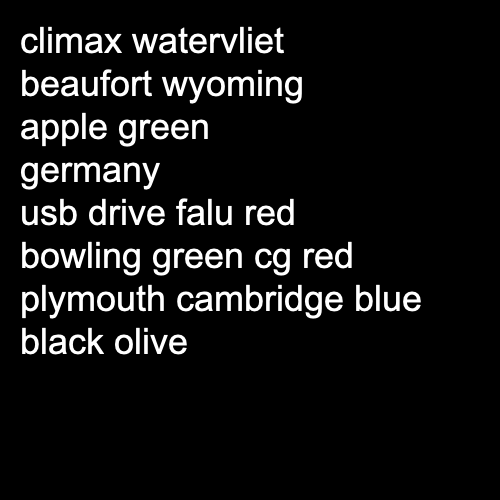 climax watervliet
beaufort wyoming
apple green
germany
usb drive falu red
bowling green cg red
plymouth cambridge blue
black olive